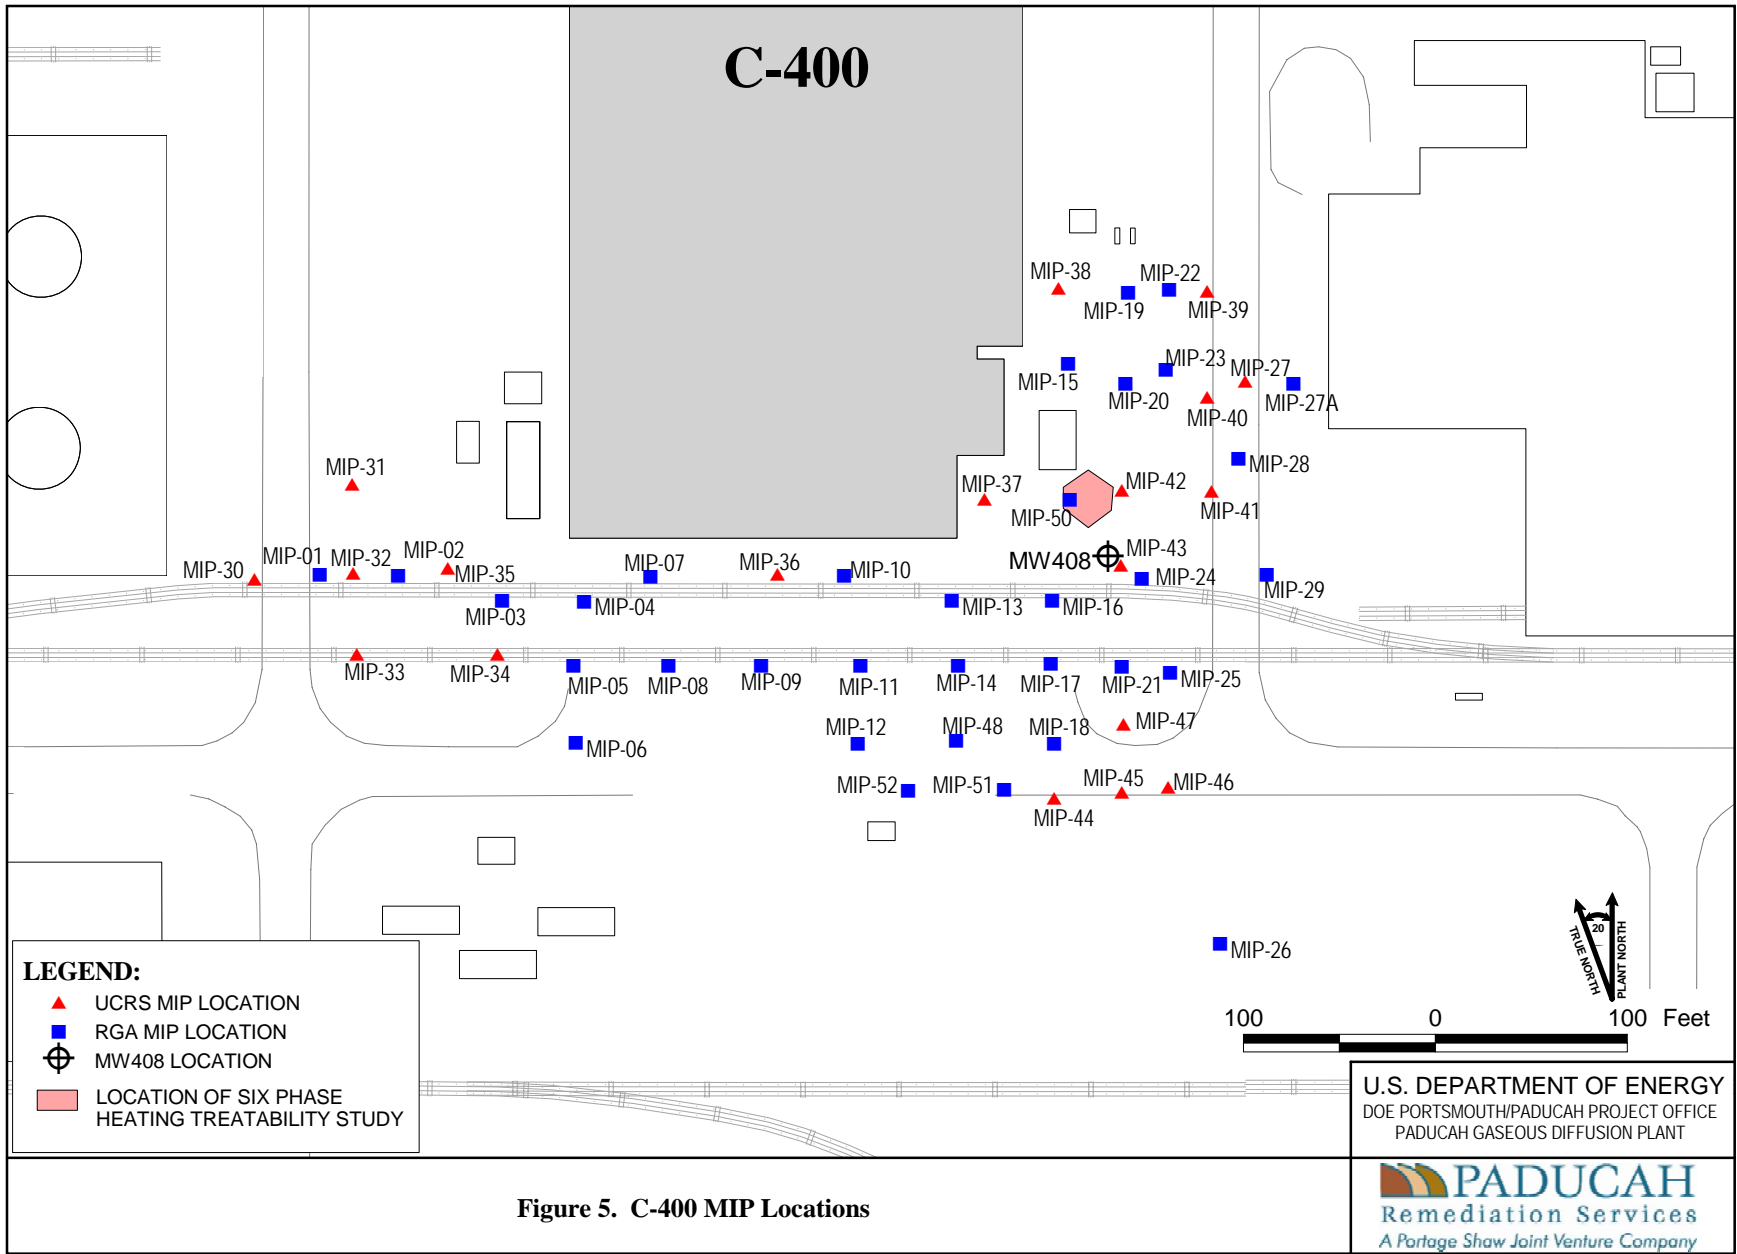 C-400
MIP-38
MIP-22
MIP-19
MIP-39
MIP-23
MIP-27
MIP-15
MIP-20
MIP-27A
MIP-40
MIP-31
MIP-28
MIP-37
MIP-42
MIP-50
MIP-41
MIP-30
MIP-01
MIP-32
MIP-02
MIP-35
MIP-07
MIP-36
MIP-10
MW408
MIP-43
MIP-24
MIP-29
MIP-03
MIP-04
MIP-13
MIP-16
MIP-33
MIP-34
MIP-05
MIP-08
MIP-09
MIP-11
MIP-14
MIP-17
MIP-21
MIP-25
MIP-12
MIP-48
MIP-18
MIP-47
MIP-06
MIP-52
MIP-51
MIP-45
MIP-46
MIP-44
MIP-26
20
TRUE NORTH
PLANT NORTH
100 0 100 Feet
LEGEND:
UCRS MIP LOCATION
RGA MIP LOCATION
MW408 LOCATION
LOCATION OF SIX PHASE
HEATING TREATABILITY STUDY
U.S. DEPARTMENT OF ENERGY
DOE PORTSMOUTH/PADUCAH PROJECT OFFICE
PADUCAH GASEOUS DIFFUSION PLANT
Figure 5. C-400 MIP Locations
PADUCAH
Remediation Services
A Portage Shaw Joint Venture Company